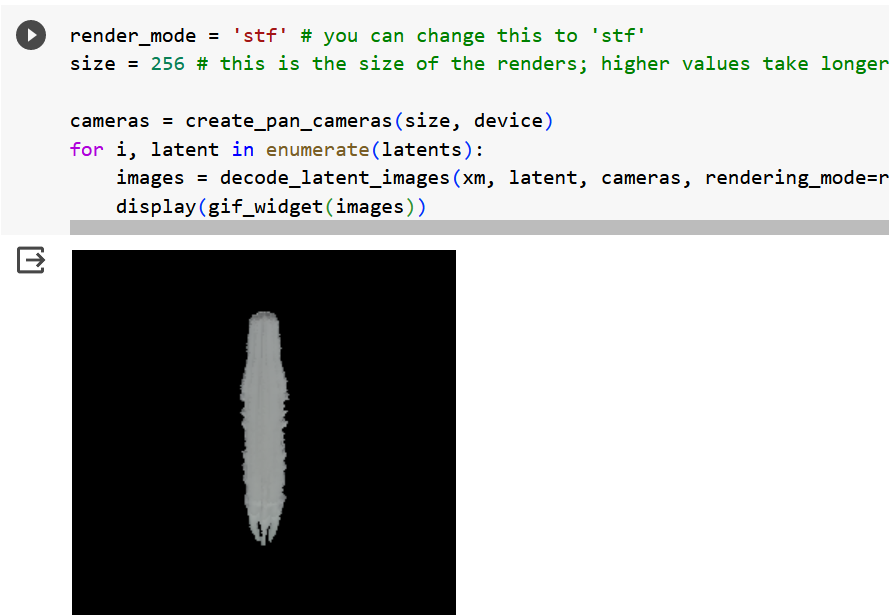 render_mode = 'stf' # you can change this to 'stf'
size = 256 # this is the size of the renders; higher values take longer
cameras = create_pan_cameras(size, device)
for i, latent in enumerate(latents):
    images = decode_latent_images(xm, latent, cameras, rendering_mode=r
    display(gif_widget(images))